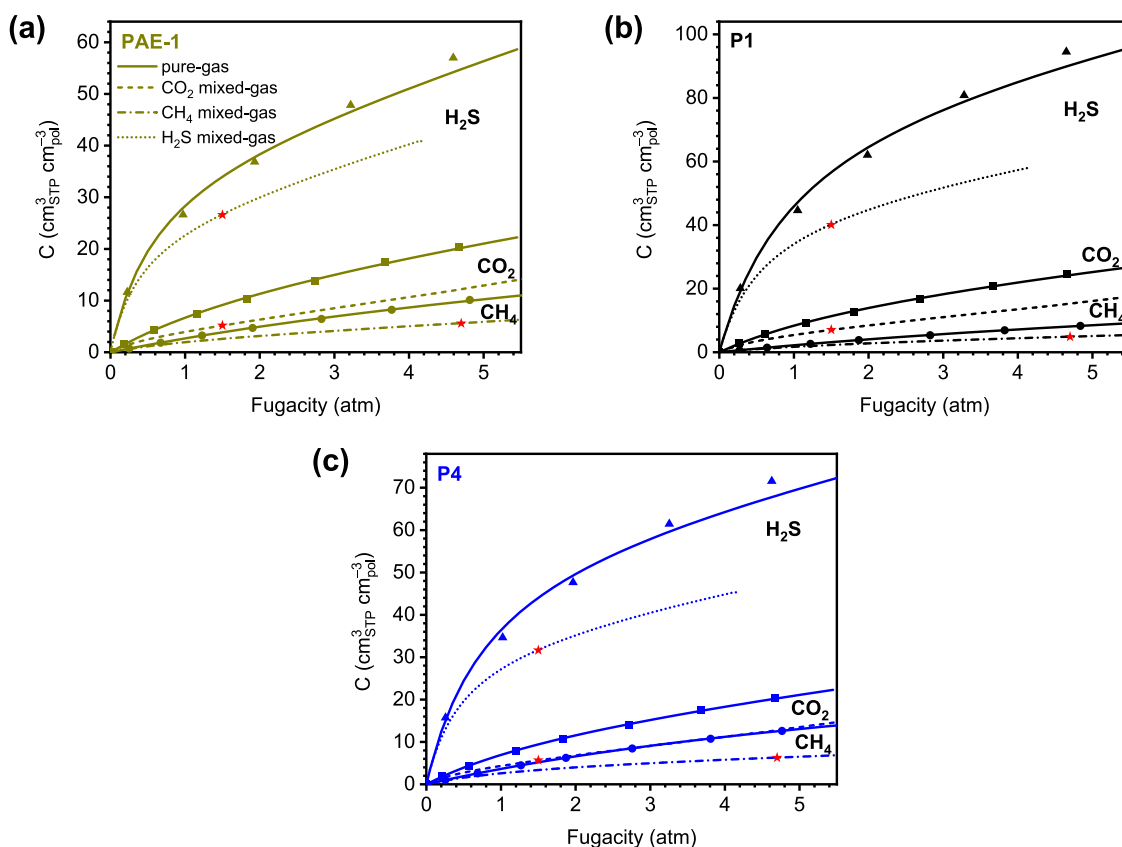 (a)
PAE-1
pure-gas
CO₂ mixed-gas
CH₄ mixed-gas
H₂S mixed-gas
H₂S
CO₂
CH₄
0
10
20
30
40
50
60
0
1
2
3
4
5
C (cm³STP cm⁻³pol)
Fugacity (atm)
(b)
P1
H₂S
CO₂
CH₄
0
20
40
60
80
100
0
1
2
3
4
5
C (cm³STP cm⁻³pol)
Fugacity (atm)
(c)
P4
H₂S
CO₂
CH₄
0
10
20
30
40
50
60
70
0
1
2
3
4
5
C (cm³STP cm⁻³pol)
Fugacity (atm)